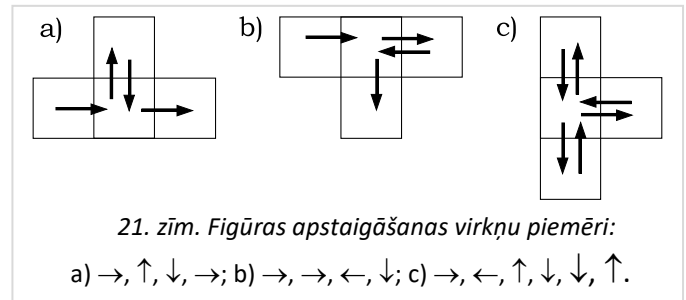 a) b) c)
21. zīm. Figūras apstaigāšanas virkņu piemēri:
a) →, ↑, ↓, →; b) →, →, ←, ↓; c) →, ←, ↑, ↓, ↓, ↑.